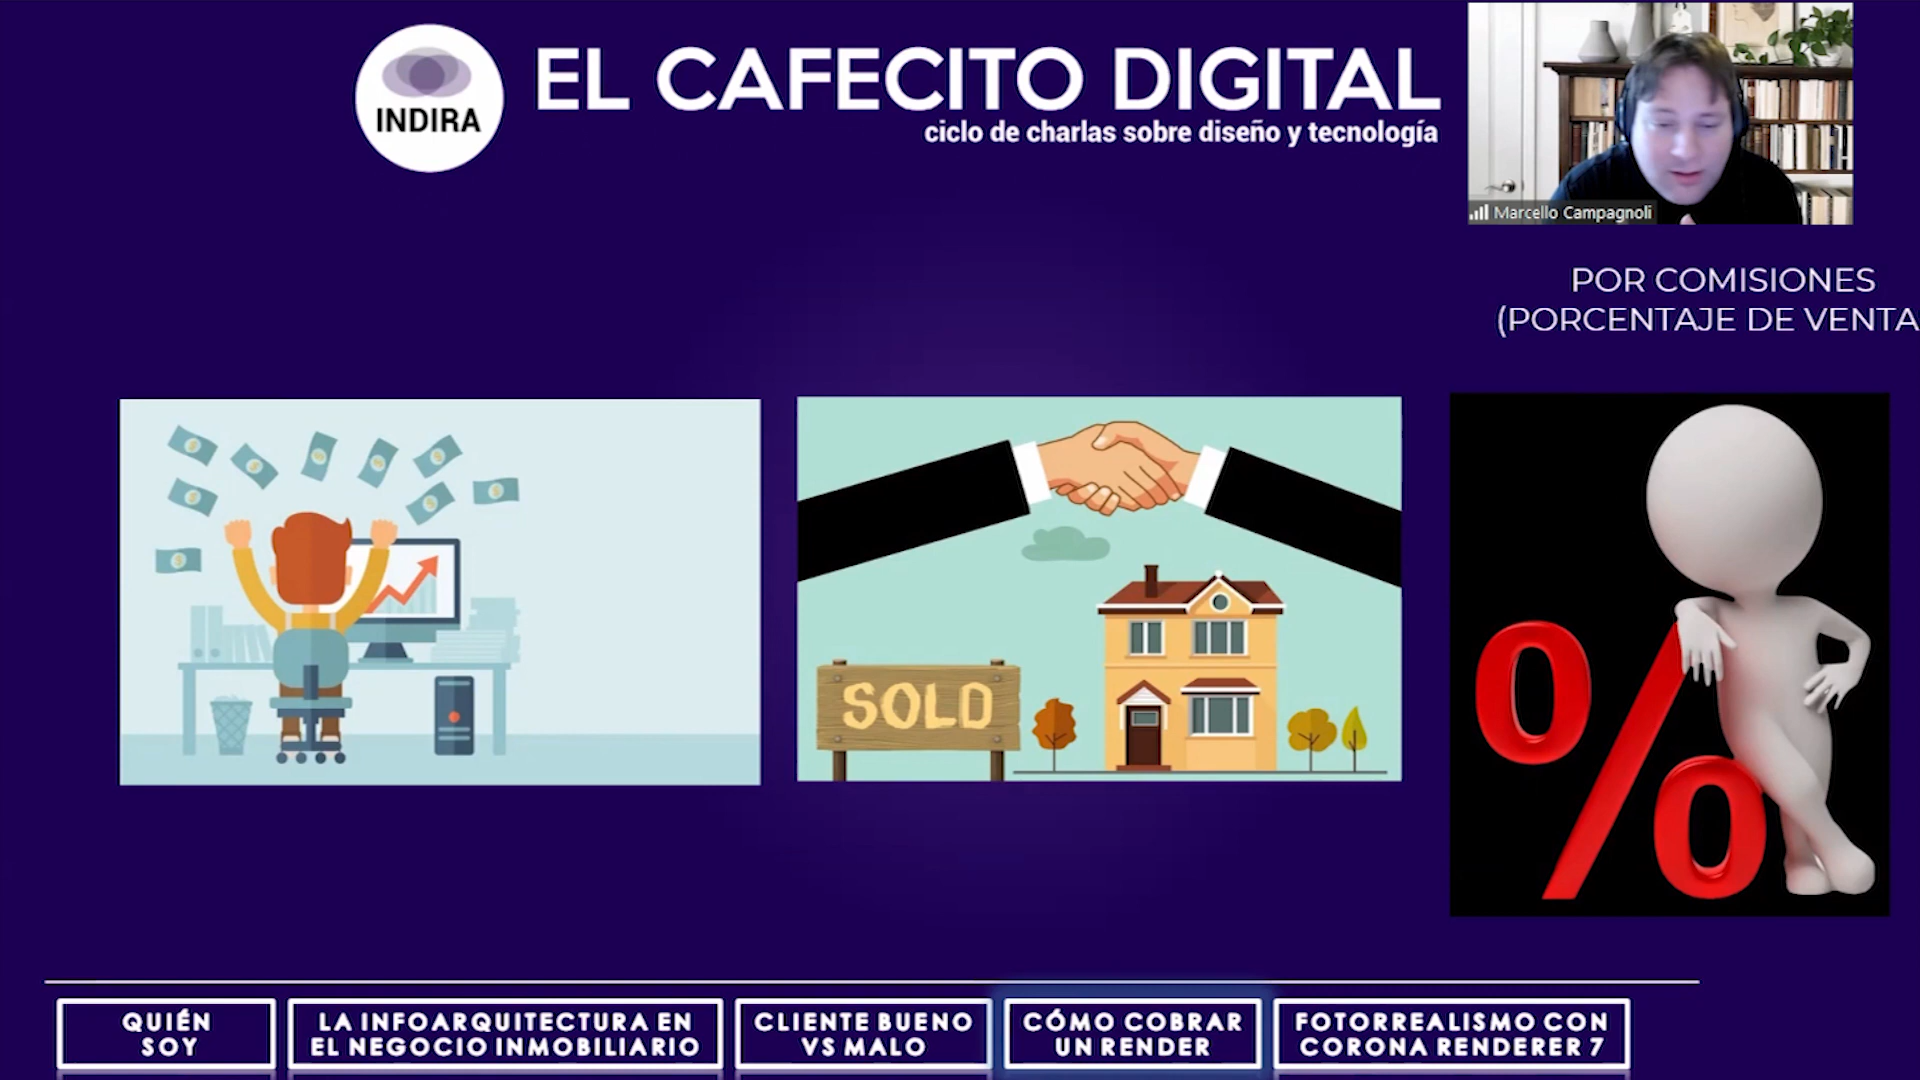 INDIRA
EL CAFECITO DIGITAL
ciclo de charlas sobre diseño y tecnología
Marcello Campagnoli
POR COMISIONES
(PORCENTAJE DE VENTA
SOLD
%
QUIÉN
SOY
LA INFOARQUITECTURA EN
EL NEGOCIO INMOBILIARIO
CLIENTE BUENO
VS MALO
CÓMO COBRAR
UN RENDER
FOTORREALISMO CON
CORONA RENDERER 7